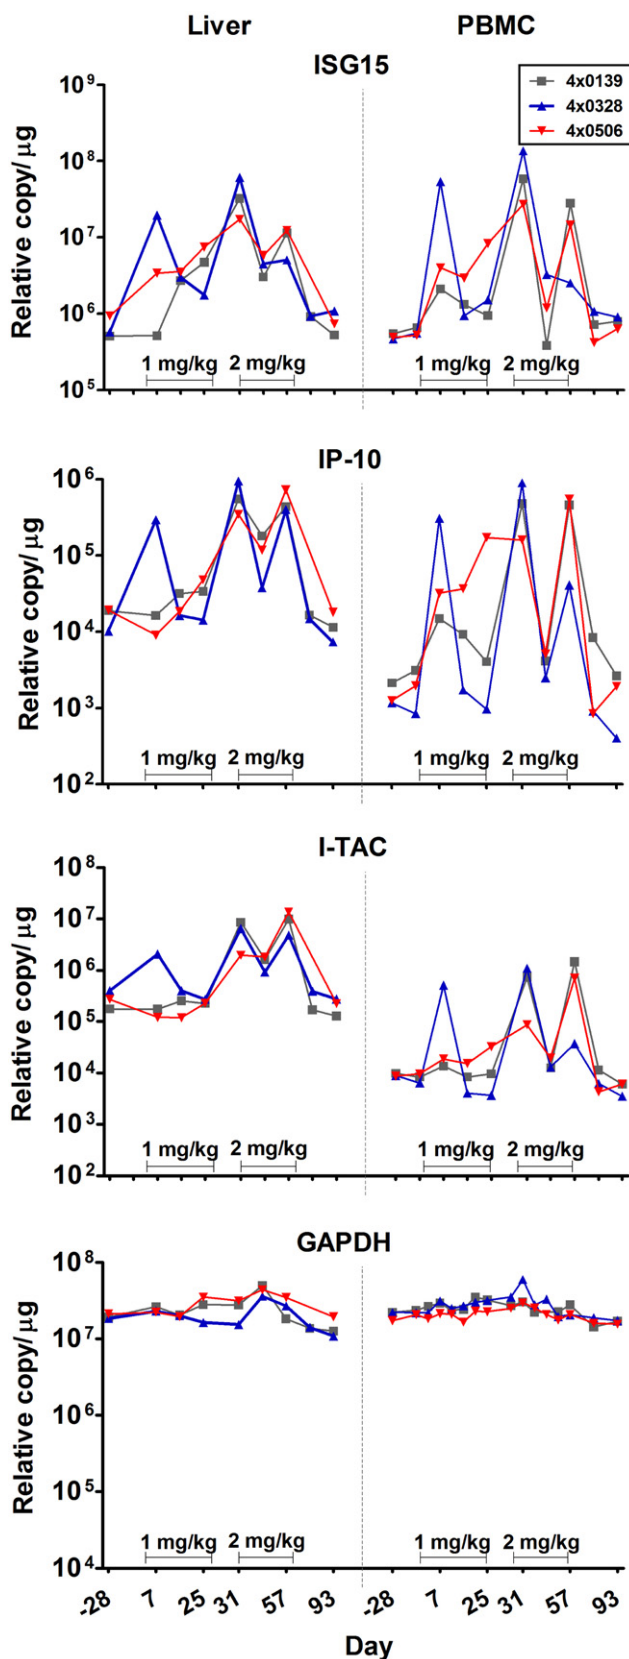 Liver PBMC
ISG15
4x0139
4x0328
4x0506
Relative copy/ µg
10⁹
10⁸
10⁷
10⁶
10⁵
1 mg/kg 2 mg/kg 1 mg/kg 2 mg/kg
IP-10
Relative copy/ µg
10⁶
10⁵
10⁴
10³
10²
1 mg/kg 2 mg/kg 1 mg/kg 2 mg/kg
I-TAC
Relative copy/ µg
10⁸
10⁷
10⁶
10⁵
10⁴
10³
10²
1 mg/kg 2 mg/kg 1 mg/kg 2 mg/kg
GAPDH
Relative copy/ µg
10⁸
10⁷
10⁶
10⁵
10⁴
1 mg/kg 2 mg/kg 1 mg/kg 2 mg/kg
-28 7 25 31 57 93 -28 7 25 31 57 93
Day